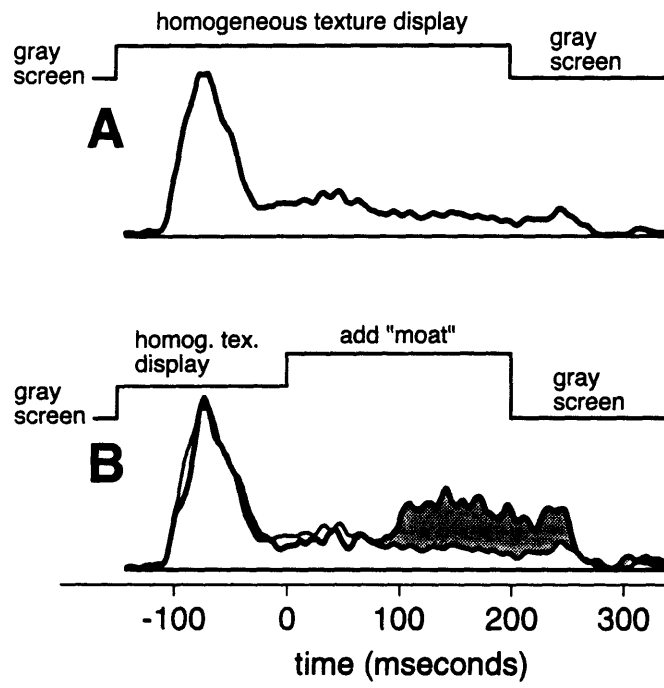 homogeneous texture display
gray
screen
gray
screen
A
homog. tex.
display
add "moat"
gray
screen
gray
screen
B
-100 0 100 200 300
time (mseconds)